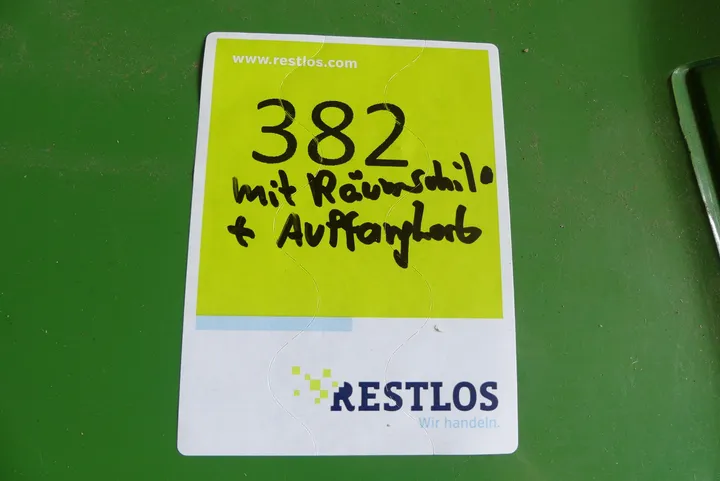 www.restlos.com
382
mit Räumschild
+ Auffangkorb
RESTLOS
Wir handeln.